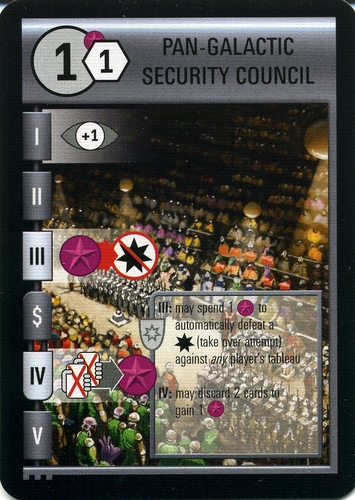 1
1
PAN-GALACTIC
SECURITY COUNCIL
I
+1
II
III
$
IV
V
III: may spend 1
to
automatically defeat a
(take over attempt)
against any player's tableau
IV: may discard 2 cards to
gain 1